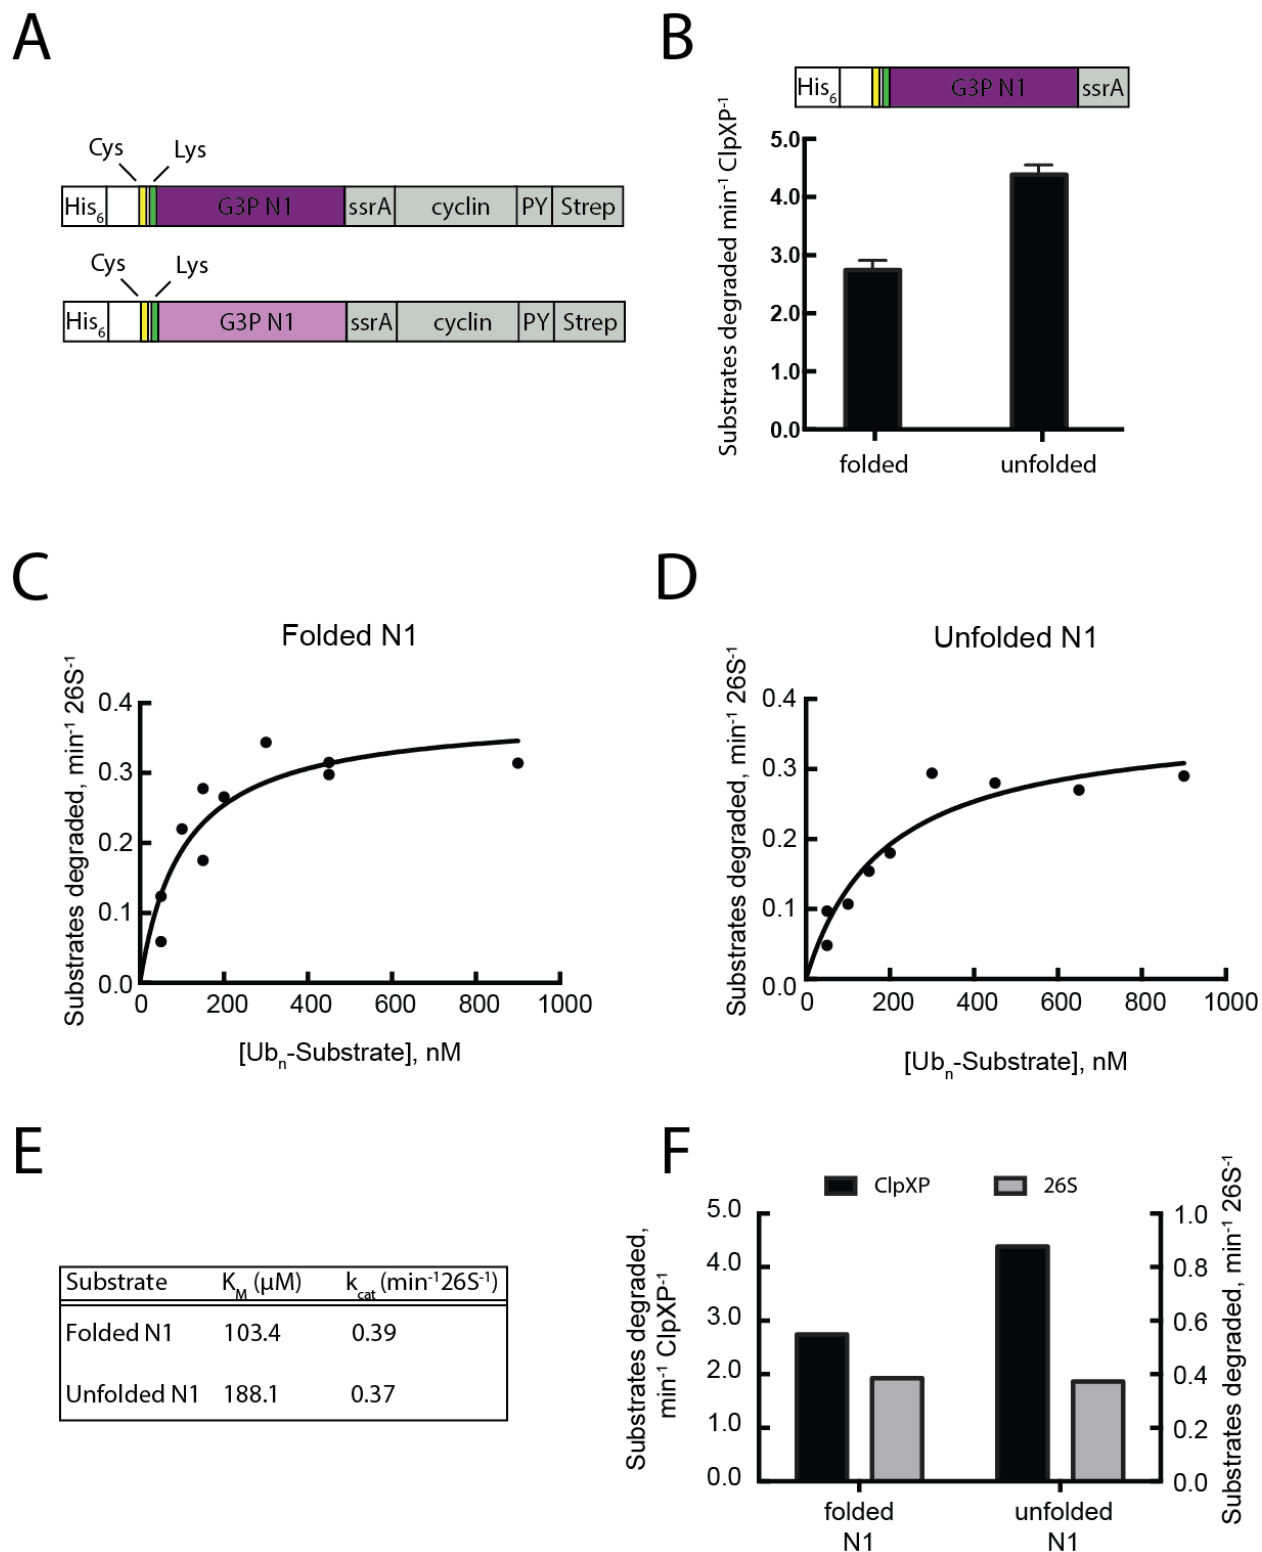 A
Cys Lys
His6 G3P N1 ssrA cyclin PY Strep
Cys Lys
His6 G3P N1 ssrA cyclin PY Strep
B
His6 G3P N1 ssrA
Substrates degraded min-1 ClpXP-1
5.0
4.0
3.0
2.0
1.0
0.0
folded unfolded
C
Folded N1
Substrates degraded, min-1 26S-1
0.4
0.3
0.2
0.1
0.0
0 200 400 600 800 1000
[Ubn-Substrate], nM
D
Unfolded N1
Substrates degraded, min-1 26S-1
0.4
0.3
0.2
0.1
0.0
0 200 400 600 800 1000
[Ubn-Substrate], nM
E
Substrate KM (μM) kcat (min-126S-1)
Folded N1 103.4 0.39
Unfolded N1 188.1 0.37
F
ClpXP 26S
Substrates degraded,
min-1 ClpXP-1
5.0
4.0
3.0
2.0
1.0
0.0
1.0
0.8
0.6
0.4
0.2
0.0
Substrates degraded, min-1 26S-1
folded unfolded
N1 N1